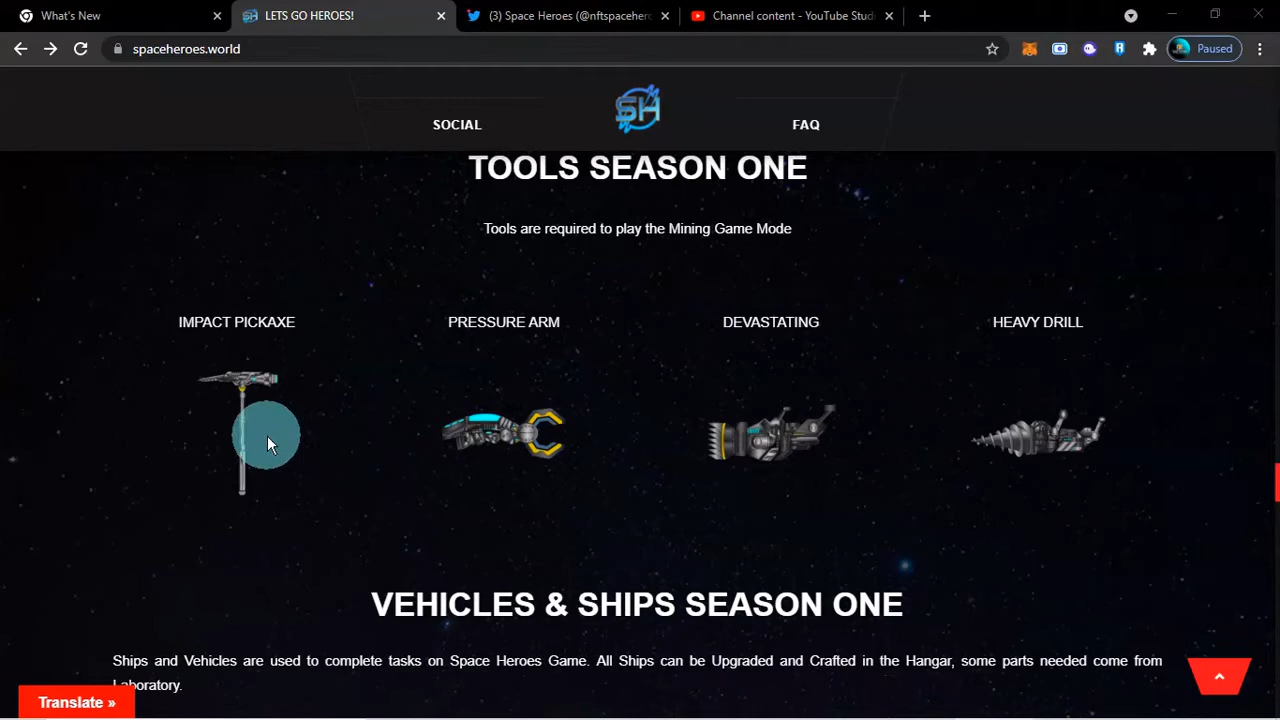 What's New
LETS GO HEROES!
(3) Space Heroes (@nftspacehero
Channel content - YouTube Stud
spaceheroes.world
Paused
SOCIAL
SH
FAQ
TOOLS SEASON ONE
Tools are required to play the Mining Game Mode
IMPACT PICKAXE
PRESSURE ARM
DEVASTATING
HEAVY DRILL
VEHICLES & SHIPS SEASON ONE
Ships and Vehicles are used to complete tasks on Space Heroes Game. All Ships can be Upgraded and Crafted in the Hangar, some parts needed come from
Laboratory.
Translate »